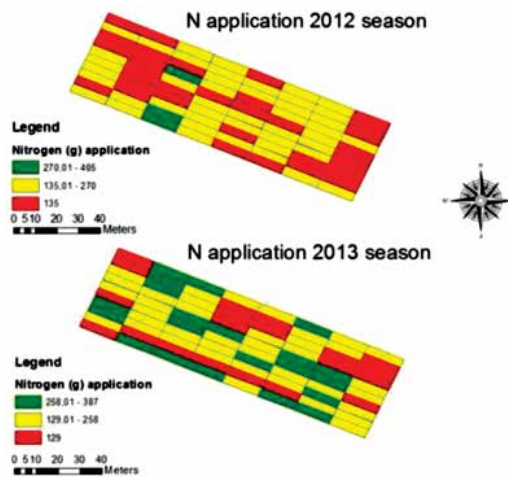 N application 2012 season
Legend
Nitrogen (g) application
270,01 - 405
135,01 - 270
135
0 5 10 20 30 40
Meters
N application 2013 season
Legend
Nitrogen (g) application
258,01 - 387
129,01 - 258
129
0 5 10 20 30 40
Meters